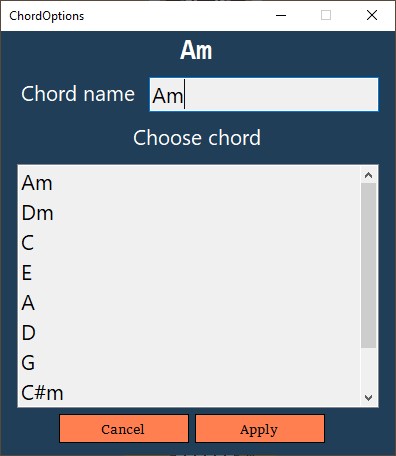 ChordOptions
Am
Chord name Am
Choose chord
Am
Dm
C
E
A
D
G
C#m
Cancel Apply